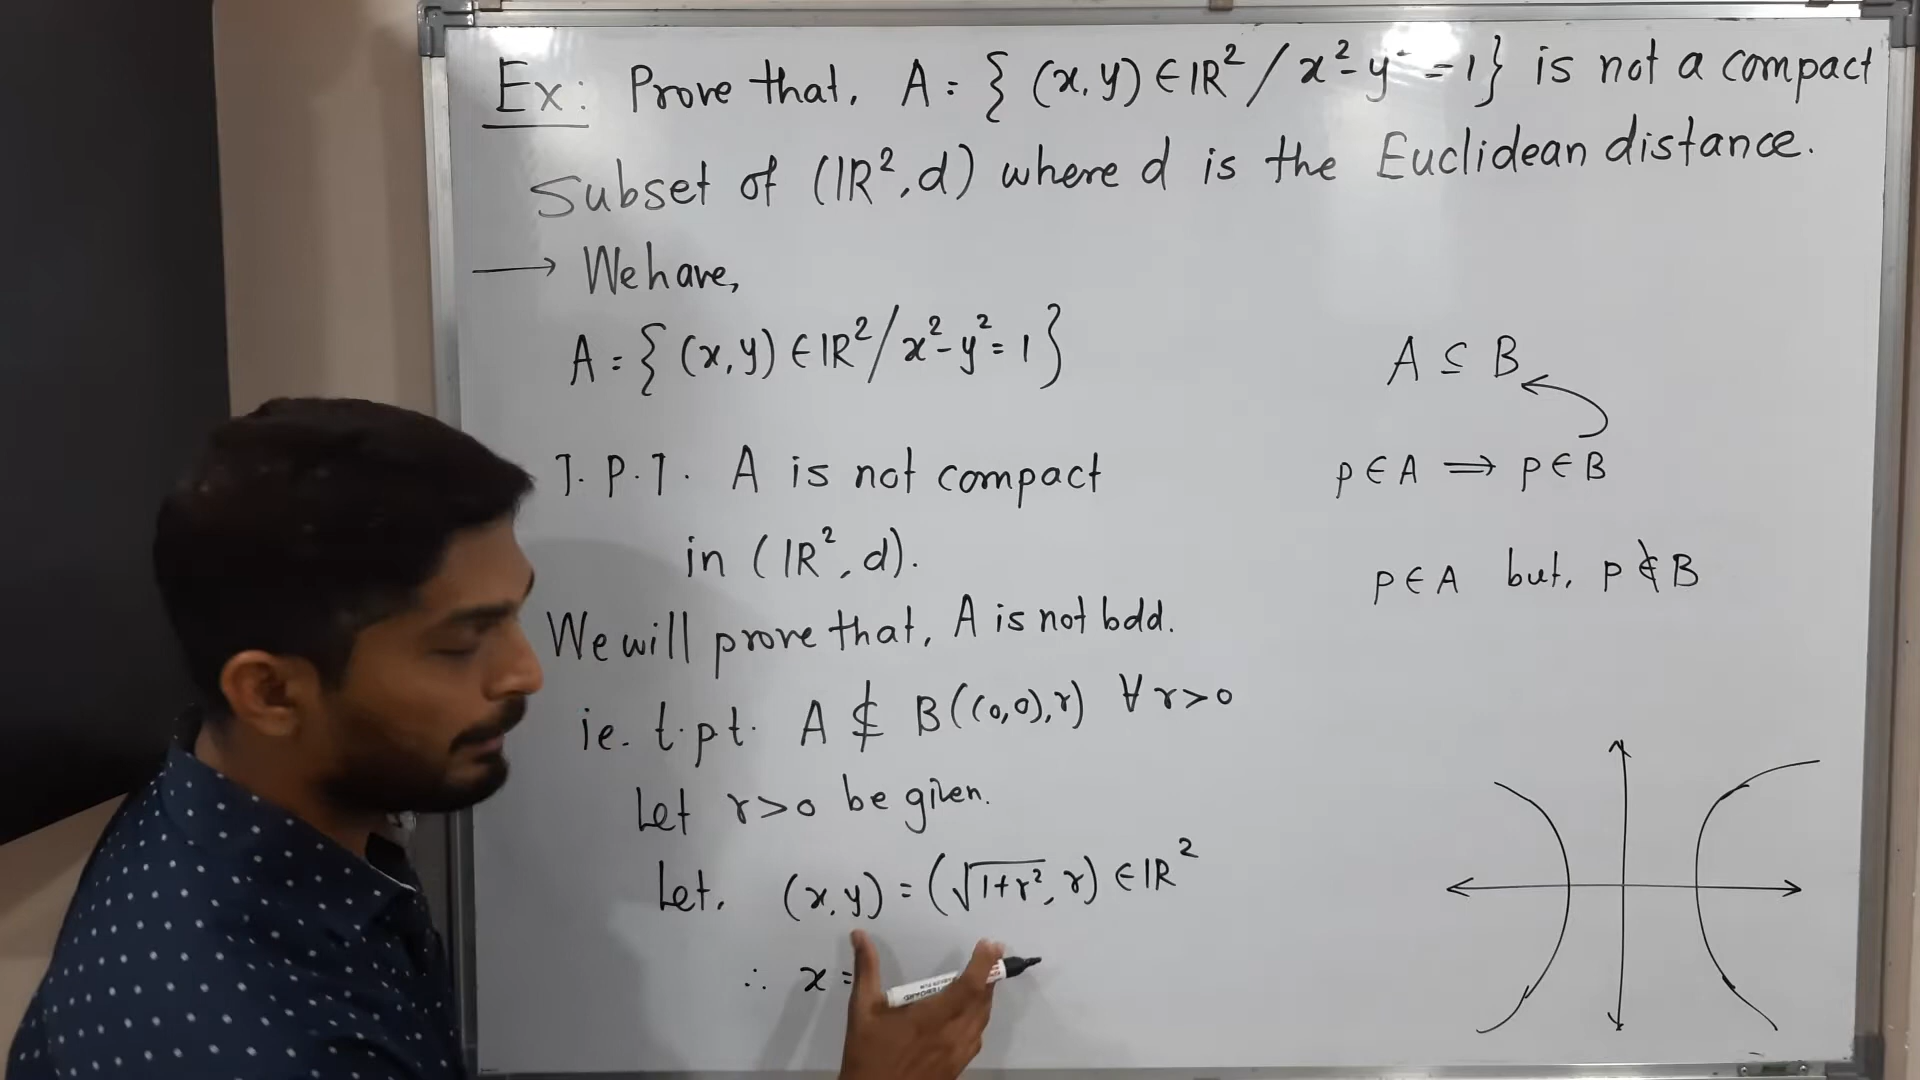 Ex: Prove that, A = { (x, y) ∈ IR² / x² - y² = 1 } is not a compact
Subset of (IR², d) where d is the Euclidean distance.
→ We have,
A = { (x, y) ∈ IR² / x² - y² = 1 }
T. P. T. A is not compact
in (IR², d).
We will prove that, A is not bdd.
ie. t.p.t. A ⊈ B((0,0), r) ∀ r > 0
Let r > 0 be given.
Let, (x, y) = (√1+r², r) ∈ IR²
∴ x =
A ⊆ B
p ∈ A ⟹ p ∈ B
p ∈ A but, p ∉ B